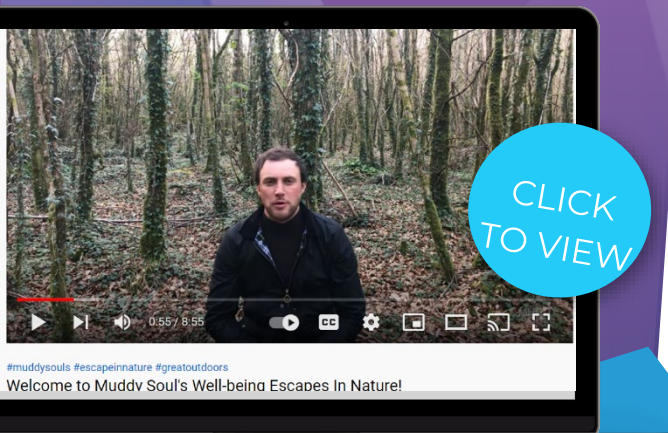 CLICK
TO VIEW
0:55 / 8:55
CC
#muddysouls #escapeinnature #greatoutdoors
Welcome to Muddy Soul's Well-being Escapes In Nature!